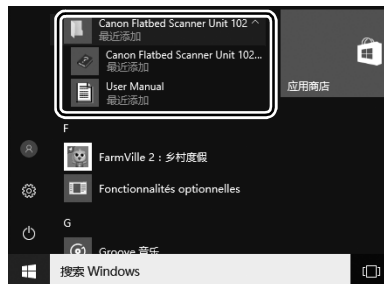 Canon Flatbed Scanner Unit 102
最近添加
Canon Flatbed Scanner Unit 102...
最近添加
User Manual
最近添加
应用商店
F
FarmVille 2：乡村度假
Fonctionnalités optionnelles
G
Groove 音乐
搜索 Windows